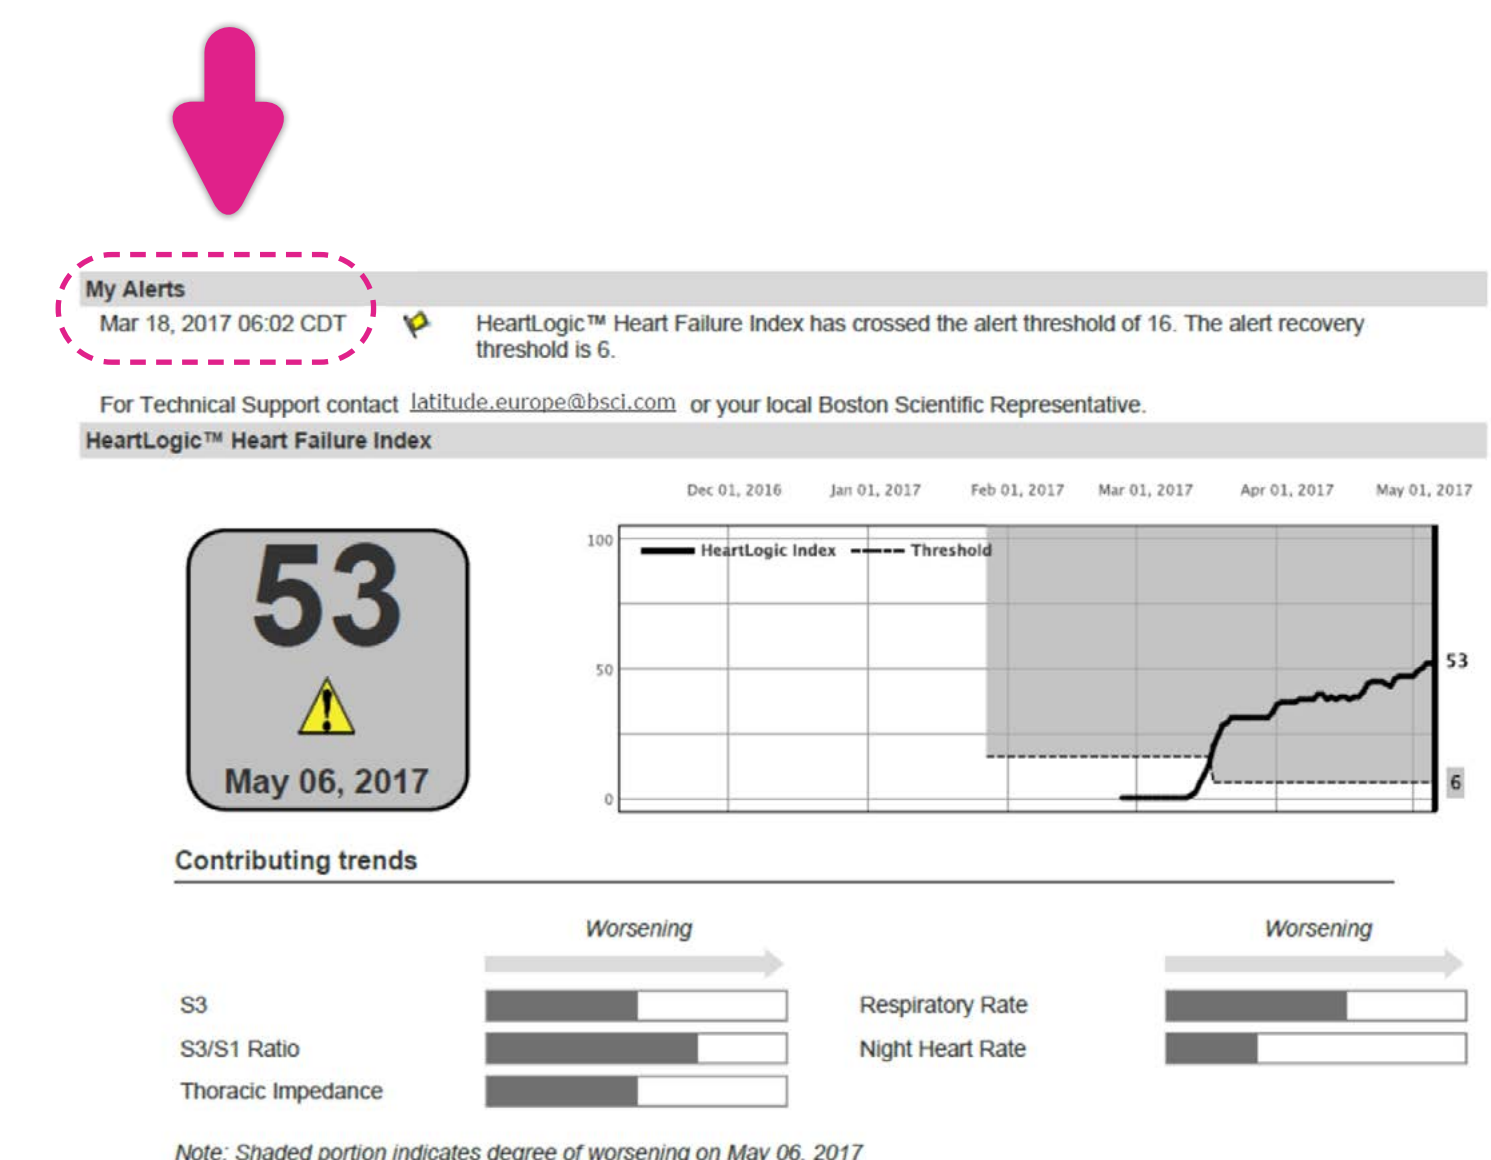 My Alerts
Mar 18, 2017 06:02 CDT HeartLogic™ Heart Failure Index has crossed the alert threshold of 16. The alert recovery
threshold is 6.
For Technical Support contact latitude.europe@bsci.com or your local Boston Scientific Representative.
HeartLogic™ Heart Failure Index
Dec 01, 2016 Jan 01, 2017 Feb 01, 2017 Mar 01, 2017 Apr 01, 2017 May 01, 2017
100
HeartLogic Index Threshold
53
50
53
May 06, 2017
6
0
Contributing trends
Worsening Worsening
S3 Respiratory Rate
S3/S1 Ratio Night Heart Rate
Thoracic Impedance
Note: Shaded portion indicates degree of worsening on May 06, 2017